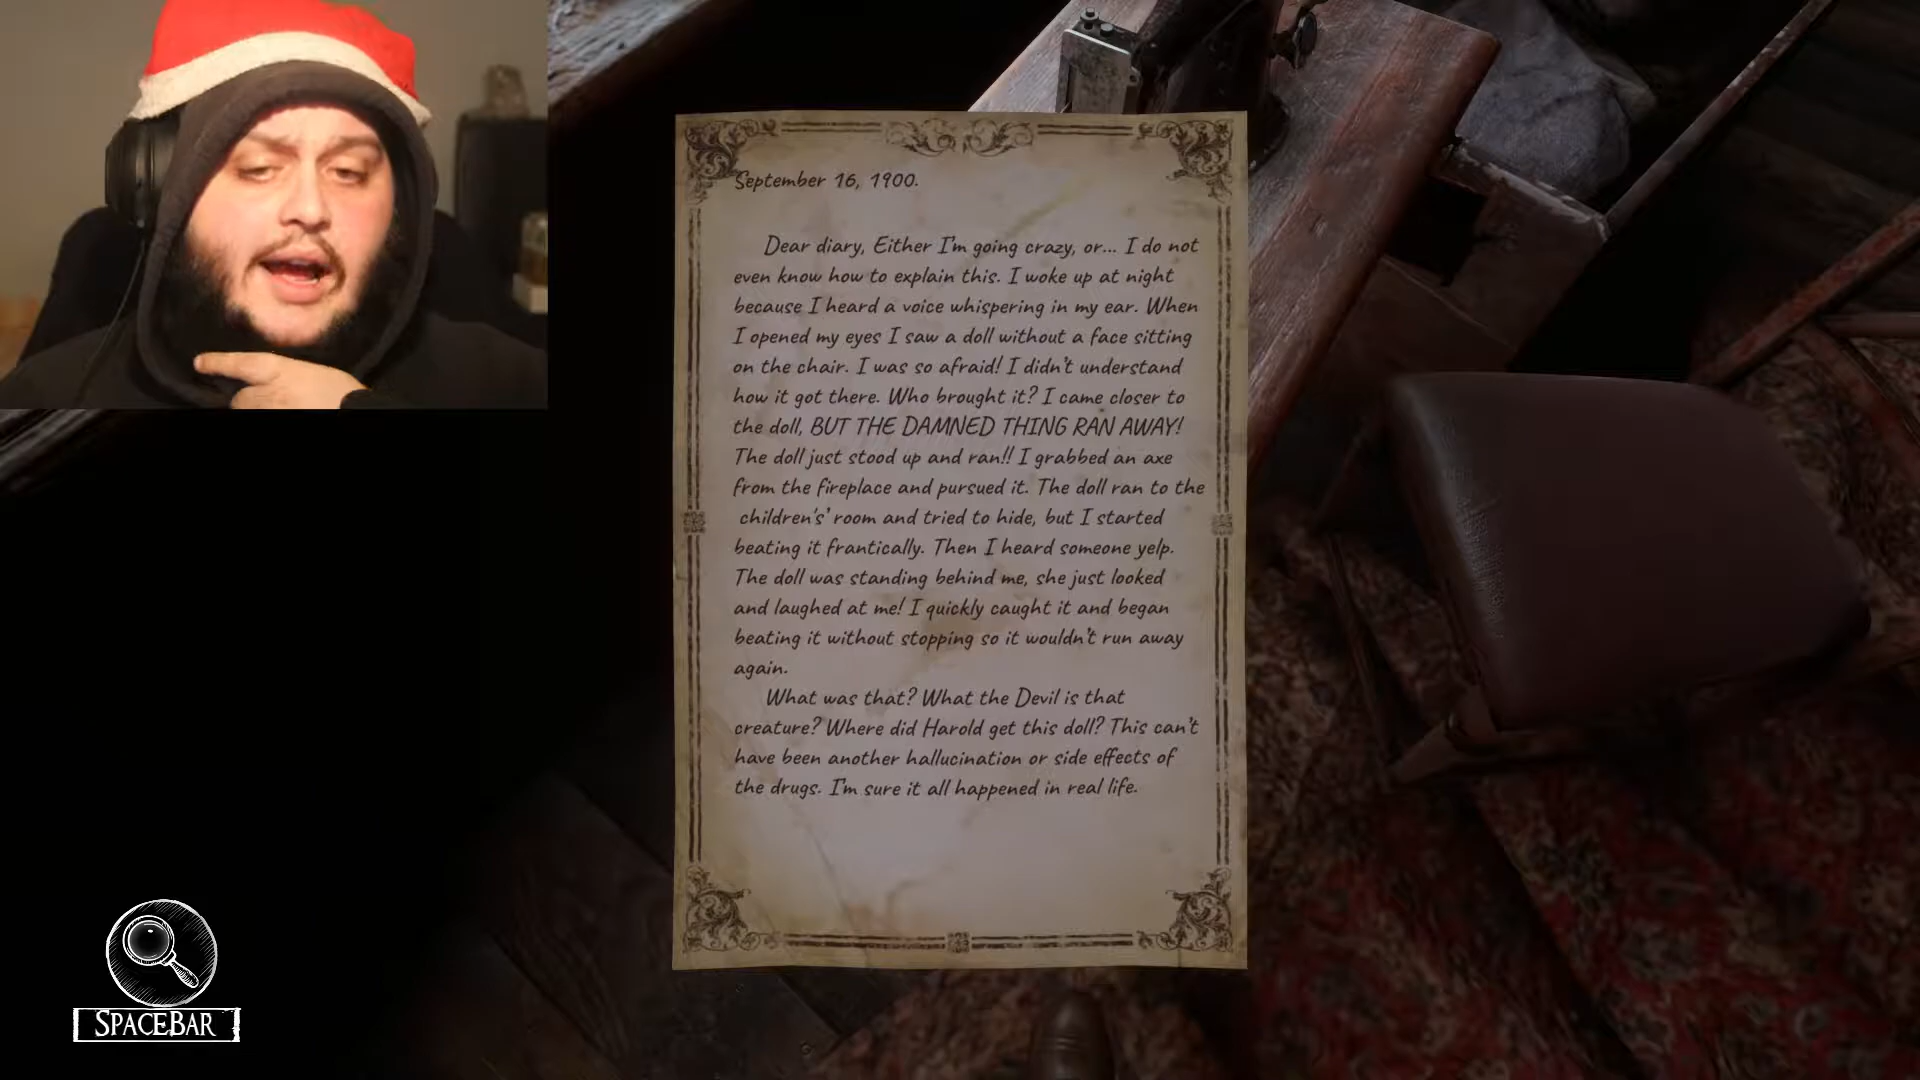 September 16, 1900.
Dear diary, Either I'm going crazy, or... I do not
even know how to explain this. I woke up at night
because I heard a voice whispering in my ear. When
I opened my eyes I saw a doll without a face sitting
on the chair. I was so afraid! I didn't understand
how it got there. Who brought it? I came closer to
the doll, BUT THE DAMNED THING RAN AWAY!
The doll just stood up and ran!! I grabbed an axe
from the fireplace and pursued it. The doll ran to the
children's' room and tried to hide, but I started
beating it frantically. Then I heard someone yelp.
The doll was standing behind me, she just looked
and laughed at me! I quickly caught it and began
beating it without stopping so it wouldn't run away
again.
What was that? What the Devil is that
creature? Where did Harold get this doll? This can't
have been another hallucination or side effects of
the drugs. I'm sure it all happened in real life.
SPACEBAR